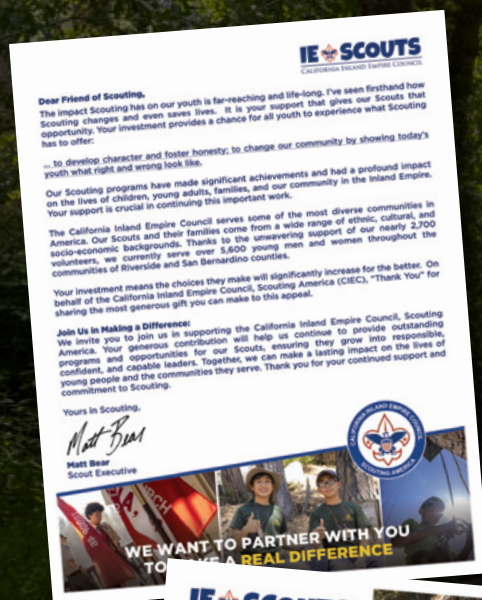 IE SCOUTS
CALIFORNIA INLAND EMPIRE COUNCIL
Dear Friend of Scouting,
The impact Scouting has on our youth is far-reaching and life-long. I've seen firsthand how
Scouting changes and even saves lives. It is your support that gives our Scouts that
opportunity. Your investment provides a chance for all youth to experience what Scouting
has to offer:
... to develop character and foster honesty; to change our community by showing today's
youth what right and wrong look like.
Our Scouting programs have made significant achievements and had a profound impact
on the lives of children, young adults, families, and our community in the Inland Empire.
Your support is crucial in continuing this important work.
The California Inland Empire Council serves some of the most diverse communities in
America. Our Scouts and their families come from a wide range of ethnic, cultural, and
socio-economic backgrounds. Thanks to the unwavering support of our nearly 2,700
volunteers, we currently serve over 5,600 young men and women throughout the
communities of Riverside and San Bernardino counties.
Your investment means the choices they make will significantly increase for the better. On
behalf of the California Inland Empire Council, Scouting America (CIEC), "Thank You" for
sharing the most generous gift you can make to this appeal.
Join Us in Making a Difference:
We invite you to join us in supporting the California Inland Empire Council, Scouting
America. Your generous contribution will help us continue to provide outstanding
programs and opportunities for our Scouts, ensuring they grow into responsible,
confident, and capable leaders. Together, we can make a lasting impact on the lives of
young people and the communities they serve. Thank you for your continued support and
commitment to Scouting.
Yours in Scouting,
Matt Bear
Matt Bear
Scout Executive
CALIFORNIA INLAND EMPIRE COUNCIL
SCOUTING AMERICA
WE WANT TO PARTNER WITH YOU
TO A REAL DIFFERENCE
IE SCOUTS